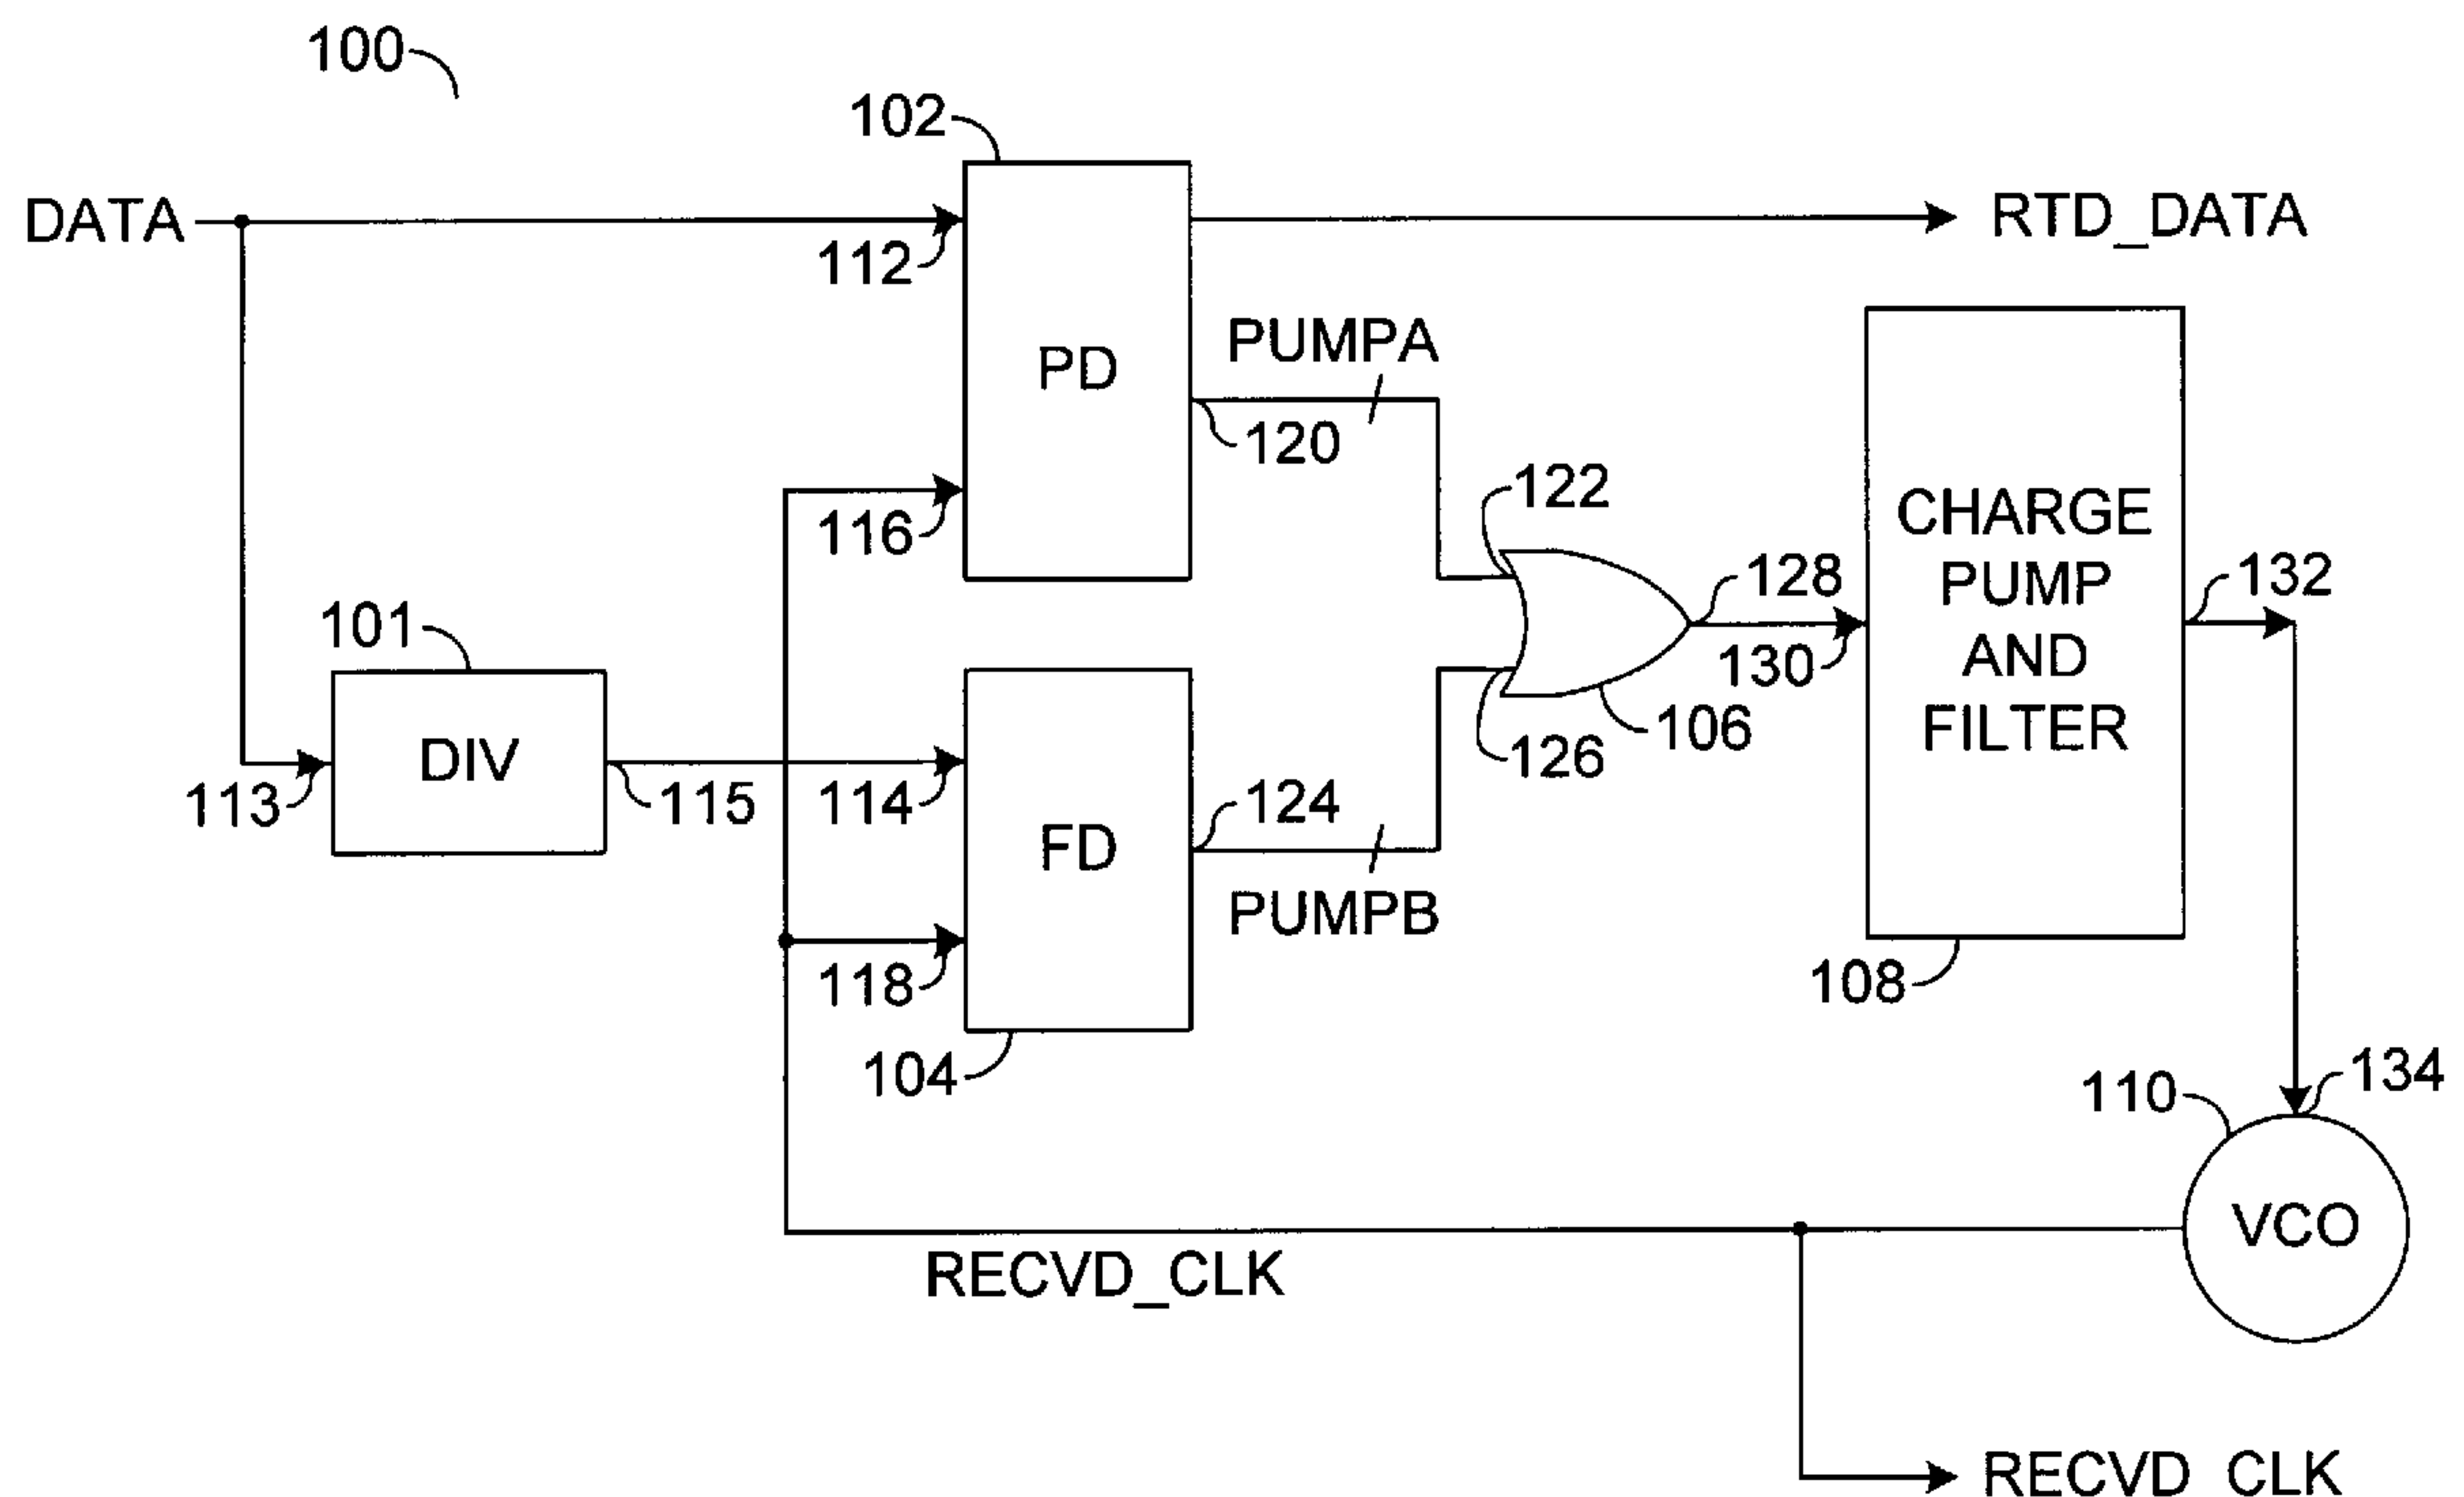 100
102
DATA
112
RTD_DATA
PUMPA
PD
120
116
122
CHARGE
PUMP
AND
FILTER
128
132
130
101
DIV
113
115
114
FD
124
126
106
PUMPB
118
108
104
110
134
VCO
RECVD_CLK
RECVD CLK